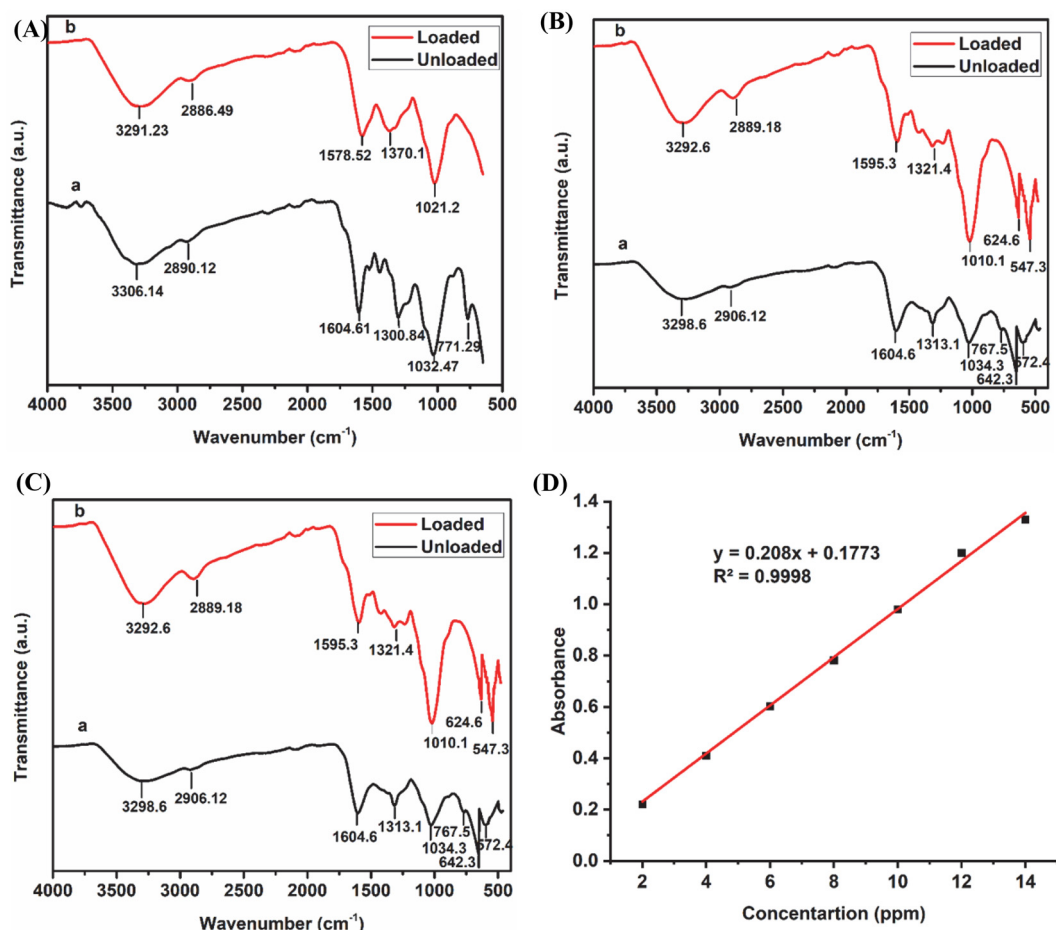 (A)
b
Loaded
Unloaded
2886.49
3291.23
1578.52
1370.1
1021.2
a
2890.12
3306.14
1604.61
1300.84
771.29
1032.47
Transmittance (a.u.)
4000 3500 3000 2500 2000 1500 1000 500
Wavenumber (cm⁻¹)
(B)
b
Loaded
Unloaded
2889.18
3292.6
1595.3
1321.4
624.6
1010.1
547.3
a
3298.6
2906.12
1604.6
1313.1
767.5
572.4
1034.3
642.3
Transmittance (a.u.)
4000 3500 3000 2500 2000 1500 1000 500
Wavenumber (cm⁻¹)
(C)
b
Loaded
Unloaded
2889.18
3292.6
1595.3
1321.4
624.6
1010.1
547.3
a
3298.6
2906.12
1604.6
1313.1
767.5
572.4
1034.3
642.3
Transmittance (a.u.)
4000 3500 3000 2500 2000 1500 1000 500
Wavenumber (cm⁻¹)
(D)
1.4
1.2
1.0
0.8
0.6
0.4
0.2
0.0
y = 0.208x + 0.1773
R² = 0.9998
Absorbance
2 4 6 8 10 12 14
Concentartion (ppm)